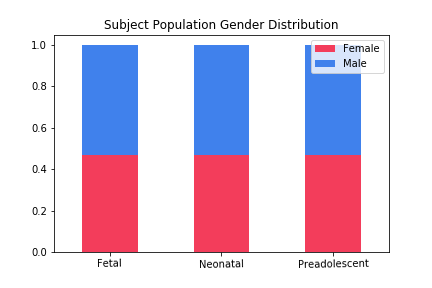 Subject Population Gender Distribution
1.0
0.8
0.6
0.4
0.2
0.0
Female
Male
Fetal
Neonatal
Preadolescent